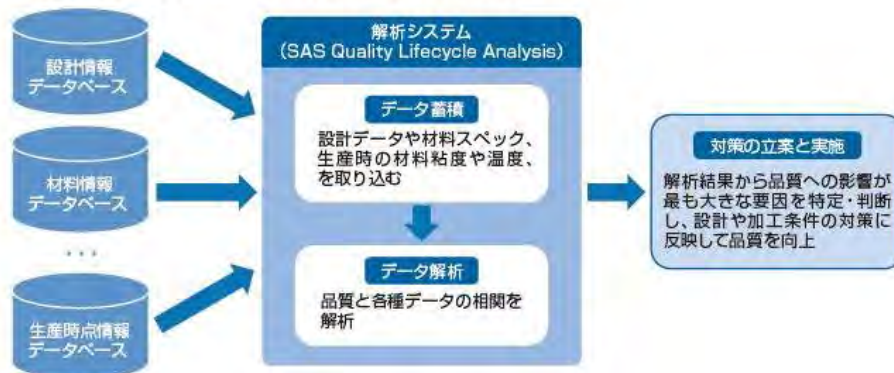 設計情報
データベース
材料情報
データベース
...
生産時点情報
データベース
解析システム
(SAS Quality Lifecycle Analysis)
データ蓄積
設計データや材料スペック、
生産時の材料粘度や温度、
を取り込む
データ解析
品質と各種データの相関を
解析
対策の立案と実施
解析結果から品質への影響が
最も大きな要因を特定・判断
し、設計や加工条件の対策に
反映して品質を向上